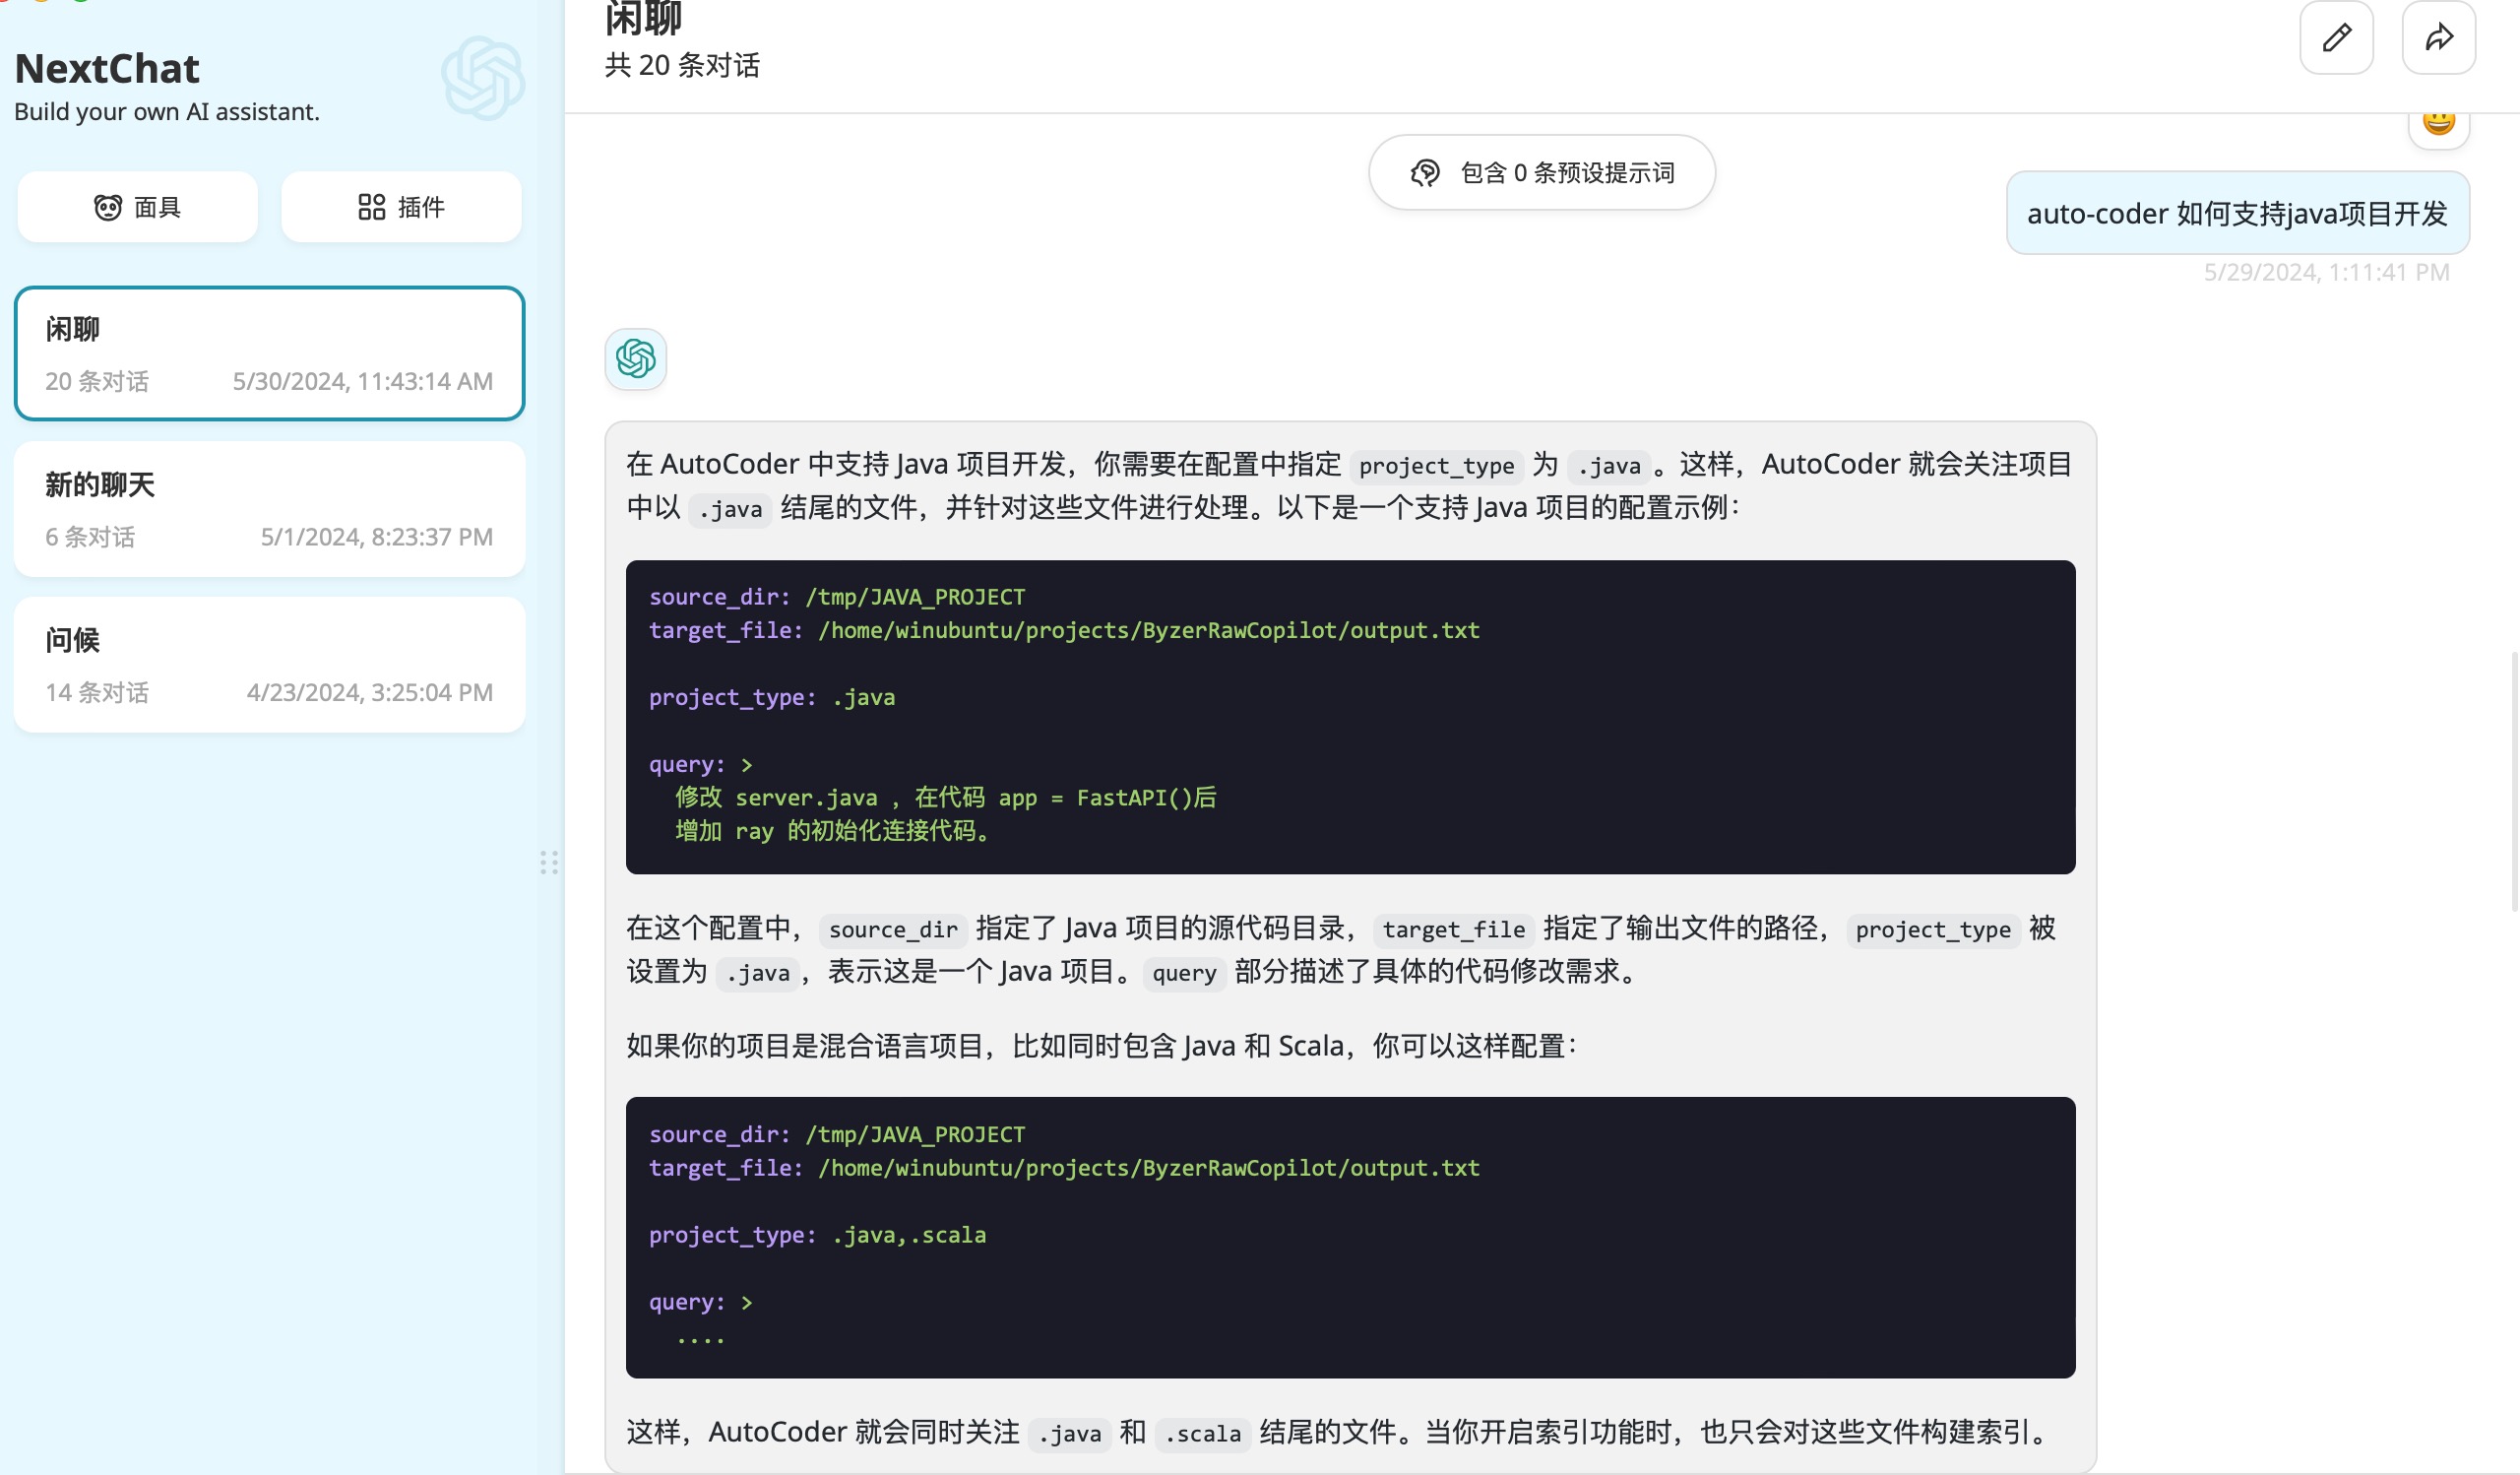 NextChat
Build your own AI assistant.
面具
插件
闲聊
20 条对话 5/30/2024, 11:43:14 AM
新的聊天
6 条对话 5/1/2024, 8:23:37 PM
问候
14 条对话 4/23/2024, 3:25:04 PM
闲聊
共 20 条对话
包含 0 条预设提示词
auto-coder 如何支持java项目开发
5/29/2024, 1:11:41 PM
在 AutoCoder 中支持 Java 项目开发，你需要在配置中指定 project_type 为 .java 。这样，AutoCoder 就会关注项目
中以 .java 结尾的文件，并针对这些文件进行处理。以下是一个支持 Java 项目的配置示例：
source_dir: /tmp/JAVA_PROJECT
target_file: /home/winubuntu/projects/ByzerRawCopilot/output.txt
project_type: .java
query: >
修改 server.java ，在代码 app = FastAPI()后
增加 ray 的初始化连接代码。
在这个配置中， source_dir 指定了 Java 项目的源代码目录， target_file 指定了输出文件的路径， project_type 被
设置为 .java ，表示这是一个 Java 项目。 query 部分描述了具体的代码修改需求。
如果你的项目是混合语言项目，比如同时包含 Java 和 Scala，你可以这样配置：
source_dir: /tmp/JAVA_PROJECT
target_file: /home/winubuntu/projects/ByzerRawCopilot/output.txt
project_type: .java,.scala
query: >
....
这样，AutoCoder 就会同时关注 .java 和 .scala 结尾的文件。当你开启索引功能时，也只会对这些文件构建索引。